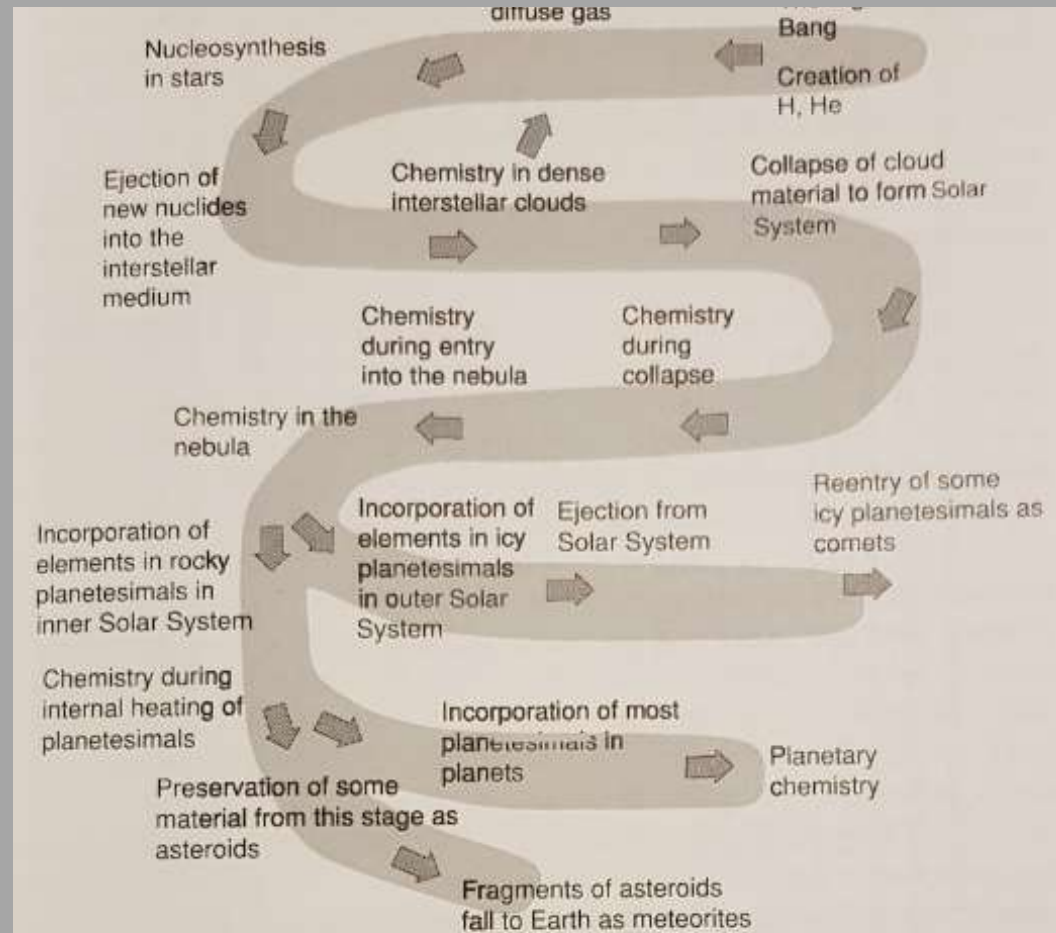 diffuse gas
Bang
Creation of
H, He
Nucleosynthesis
in stars
Ejection of
new nuclides
into the
interstellar
medium
Chemistry in dense
interstellar clouds
Collapse of cloud
material to form Solar
System
Chemistry
during
collapse
Chemistry
during entry
into the nebula
Chemistry in the
nebula
Incorporation of
elements in rocky
planetesimals in
inner Solar System
Incorporation of
elements in icy
planetesimals
in outer Solar
System
Ejection from
Solar System
Reentry of some
icy planetesimals as
comets
Chemistry during
internal heating of
planetesimals
Incorporation of most
planetesimals in
planets
Planetary
chemistry
Preservation of some
material from this stage as
asteroids
Fragments of asteroids
fall to Earth as meteorites